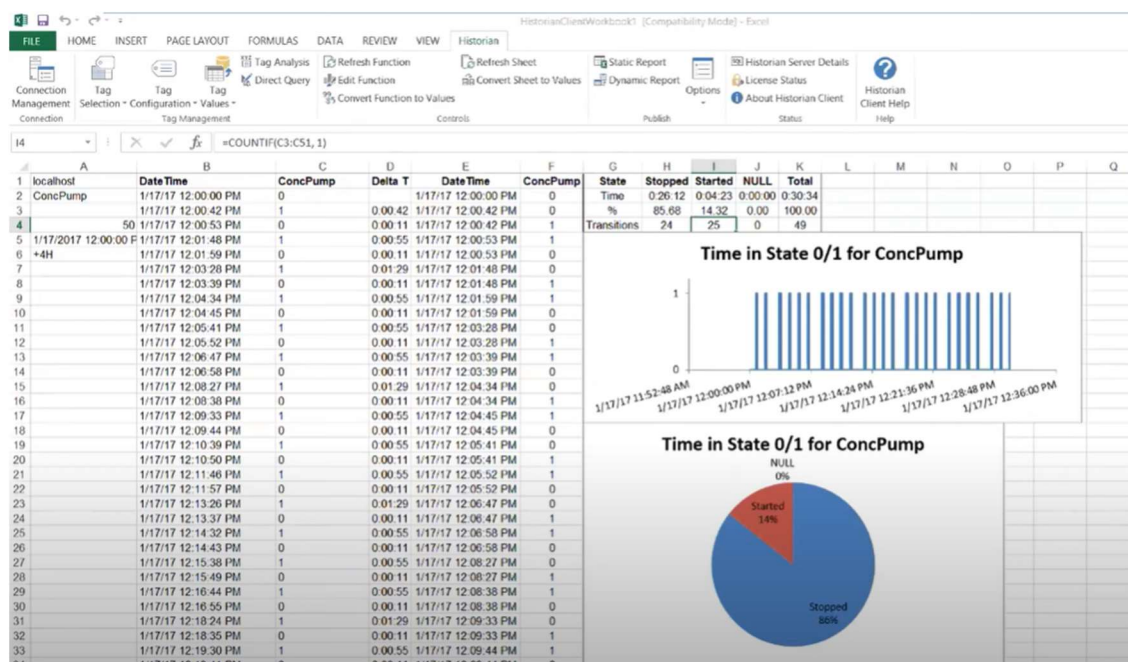 HistorianClientWorkbook1 [Compatibility Mode] - Excel
FILE HOME INSERT PAGE LAYOUT FORMULAS DATA REVIEW VIEW Historian
Connection Management
Tag Selection
Tag Configuration
Tag Values
Tag Analysis
Direct Query
Refresh Function
Edit Function
Convert Function to Values
Refresh Sheet
Convert Sheet to Values
Static Report
Dynamic Report
Options
Historian Server Details
License Status
About Historian Client
Historian Client Help
Connection Tag Management Controls Publish Status Help
I4 fx =COUNTIF(C3:C51, 1)
A B C D E F G H I J K L M N O P Q
1 localhost DateTime ConcPump Delta T DateTime ConcPump State Stopped Started NULL Total
2 ConcPump 1/17/17 12:00:00 PM 0 1/17/17 12:00:00 PM 0 Time 0:26:12 0:04:23 0:00:00 0:30:34
3 1/17/17 12:00:42 PM 1 0:00:42 1/17/17 12:00:42 PM 0 % 85.68 14.32 0.00 100.00
4 50 1/17/17 12:00:53 PM 0 0:00:11 1/17/17 12:00:42 PM 1 Transitions 24 25 0 49
5 1/17/2017 12:00:00 P 1/17/17 12:01:48 PM 1 0:00:55 1/17/17 12:00:53 PM 1
6 +4H 1/17/17 12:01:59 PM 0 0:00:11 1/17/17 12:00:53 PM 0
7 1/17/17 12:03:28 PM 1 0:01:29 1/17/17 12:01:48 PM 0
8 1/17/17 12:03:39 PM 0 0:00:11 1/17/17 12:01:48 PM 1
9 1/17/17 12:04:34 PM 1 0:00:55 1/17/17 12:01:59 PM 1
10 1/17/17 12:04:45 PM 0 0:00:11 1/17/17 12:01:59 PM 0
11 1/17/17 12:05:41 PM 1 0:00:55 1/17/17 12:03:28 PM 0
12 1/17/17 12:05:52 PM 0 0:00:11 1/17/17 12:03:28 PM 1
13 1/17/17 12:06:47 PM 1 0:00:55 1/17/17 12:03:39 PM 1
14 1/17/17 12:06:58 PM 0 0:00:11 1/17/17 12:03:39 PM 0
15 1/17/17 12:08:27 PM 1 0:01:29 1/17/17 12:04:34 PM 0
16 1/17/17 12:08:38 PM 0 0:00:11 1/17/17 12:04:34 PM 1
17 1/17/17 12:09:33 PM 1 0:00:55 1/17/17 12:04:45 PM 1
18 1/17/17 12:09:44 PM 0 0:00:11 1/17/17 12:04:45 PM 0
19 1/17/17 12:10:39 PM 1 0:00:55 1/17/17 12:05:41 PM 0
20 1/17/17 12:10:50 PM 0 0:00:11 1/17/17 12:05:41 PM 1
21 1/17/17 12:11:46 PM 1 0:00:55 1/17/17 12:05:52 PM 1
22 1/17/17 12:11:57 PM 0 0:00:11 1/17/17 12:05:52 PM 0
23 1/17/17 12:13:26 PM 1 0:01:29 1/17/17 12:06:47 PM 0
24 1/17/17 12:13:37 PM 0 0:00:11 1/17/17 12:06:47 PM 1
25 1/17/17 12:14:32 PM 1 0:00:55 1/17/17 12:06:58 PM 1
26 1/17/17 12:14:43 PM 0 0:00:11 1/17/17 12:06:58 PM 0
27 1/17/17 12:15:38 PM 1 0:00:55 1/17/17 12:08:27 PM 0
28 1/17/17 12:15:49 PM 0 0:00:11 1/17/17 12:08:27 PM 1
29 1/17/17 12:16:44 PM 1 0:00:55 1/17/17 12:08:38 PM 1
30 1/17/17 12:16:55 PM 0 0:00:11 1/17/17 12:08:38 PM 0
31 1/17/17 12:18:24 PM 1 0:01:29 1/17/17 12:09:33 PM 0
32 1/17/17 12:18:35 PM 0 0:00:11 1/17/17 12:09:33 PM 1
33 1/17/17 12:19:30 PM 1 0:00:55 1/17/17 12:09:44 PM 1
Time in State 0/1 for ConcPump
1
0
1/17/17 11:52:48 AM 1/17/17 12:00:00 PM 1/17/17 12:07:12 PM 1/17/17 12:14:24 PM 1/17/17 12:21:36 PM 1/17/17 12:28:48 PM 1/17/17 12:36:00 PM
Time in State 0/1 for ConcPump
NULL
0%
Started
14%
Stopped
86%